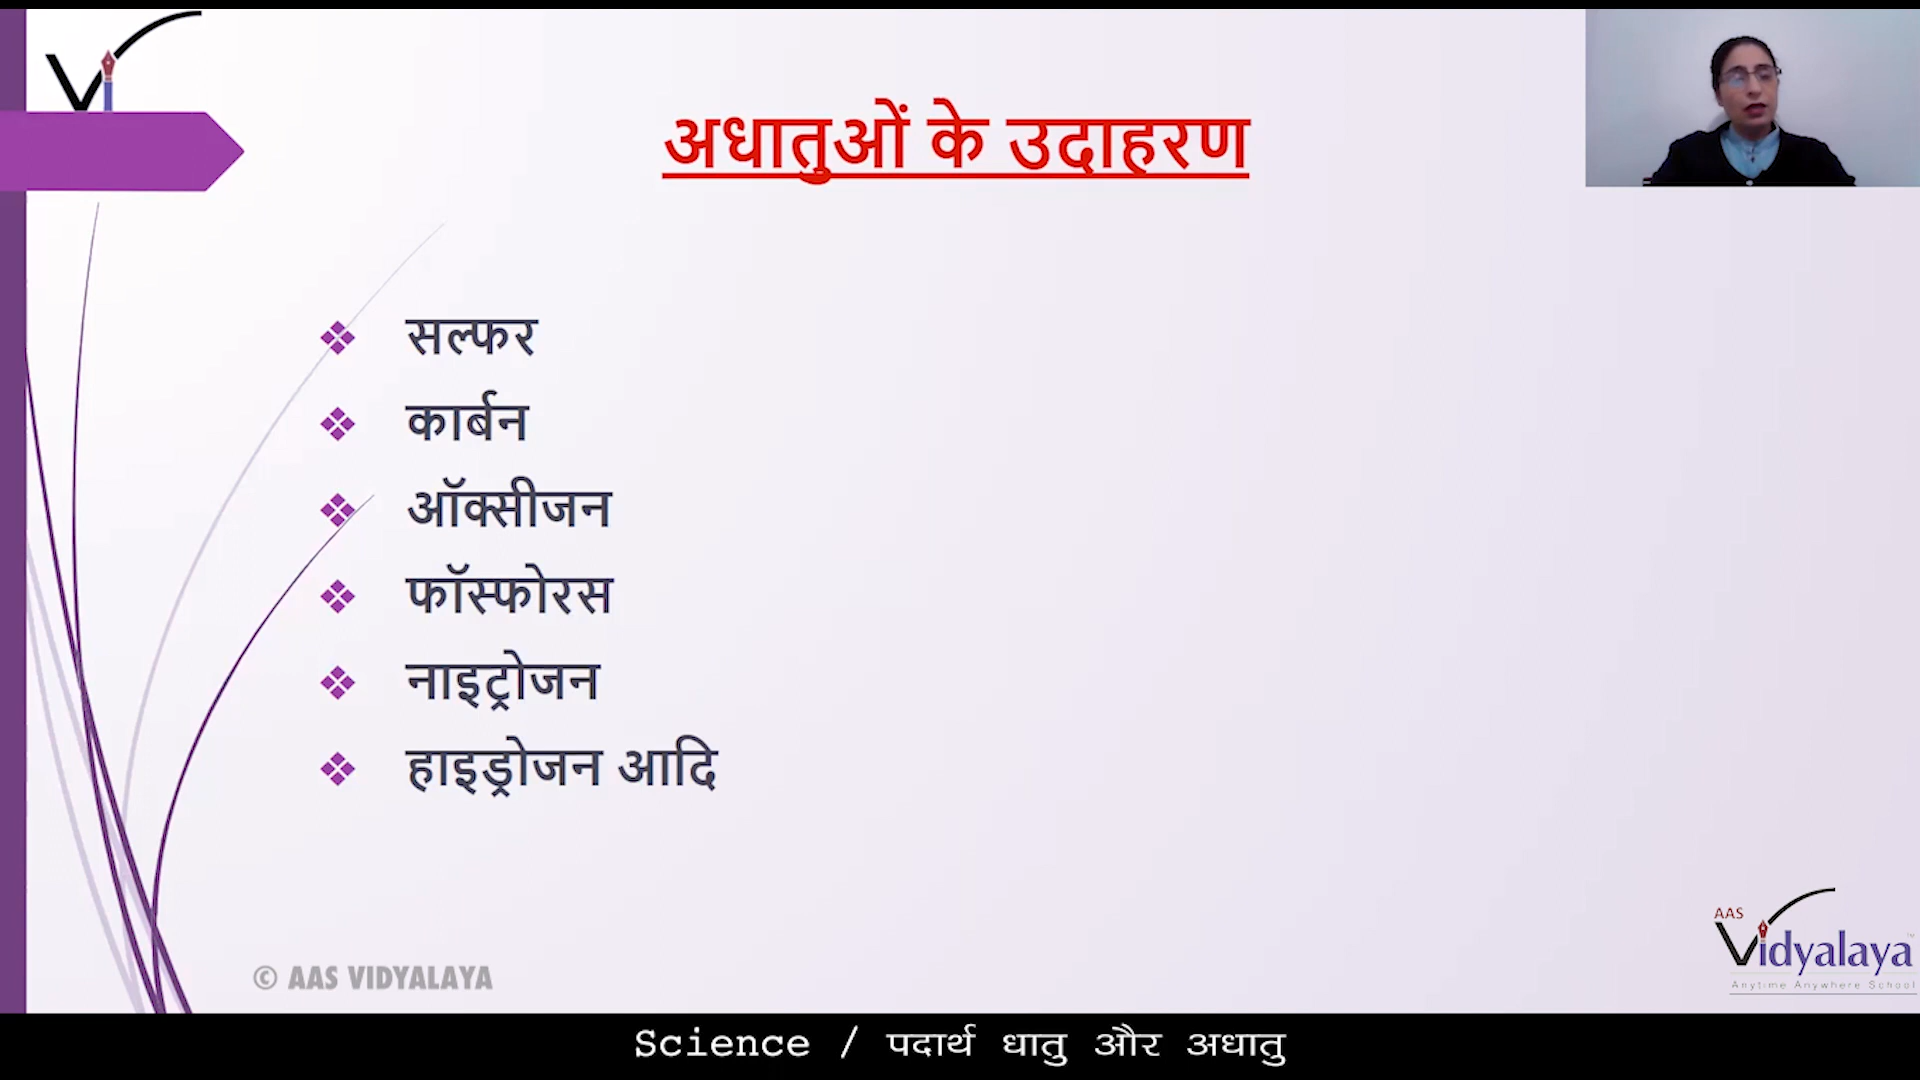 अधातुओं के उदाहरण
❖ सल्फर
❖ कार्बन
❖ ऑक्सीजन
❖ फॉस्फोरस
❖ नाइट्रोजन
❖ हाइड्रोजन आदि
© AAS VIDYALAYA
AAS
Vidyalaya
Anytime Anywhere School
Science / पदार्थ धातु और अधातु